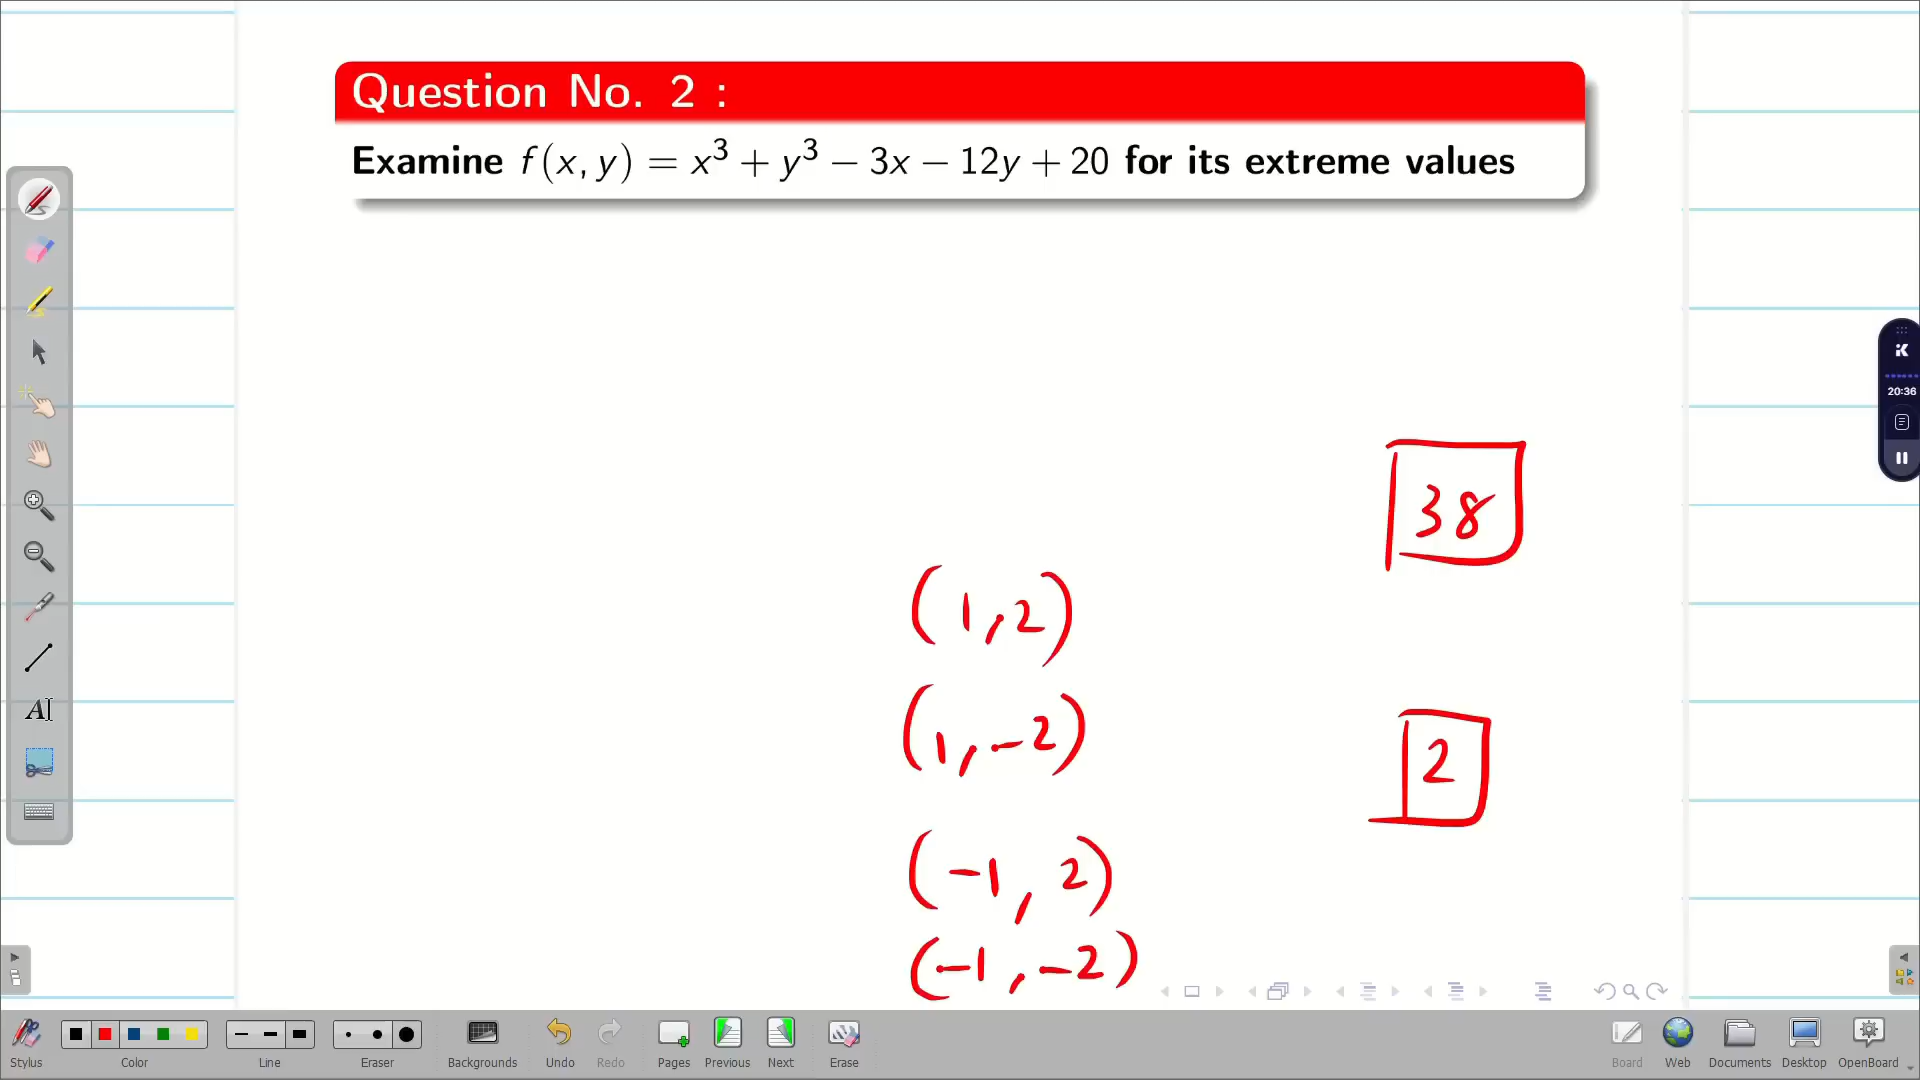 Question No. 2 :
Examine f(x, y) = x³ + y³ − 3x − 12y + 20 for its extreme values
20:36
38
(1,2)
(1,-2)
2
(-1, 2)
(-1,-2)
Stylus Color Line Eraser Backgrounds Undo Redo Pages Previous Next Erase Board Web Documents Desktop OpenBoard